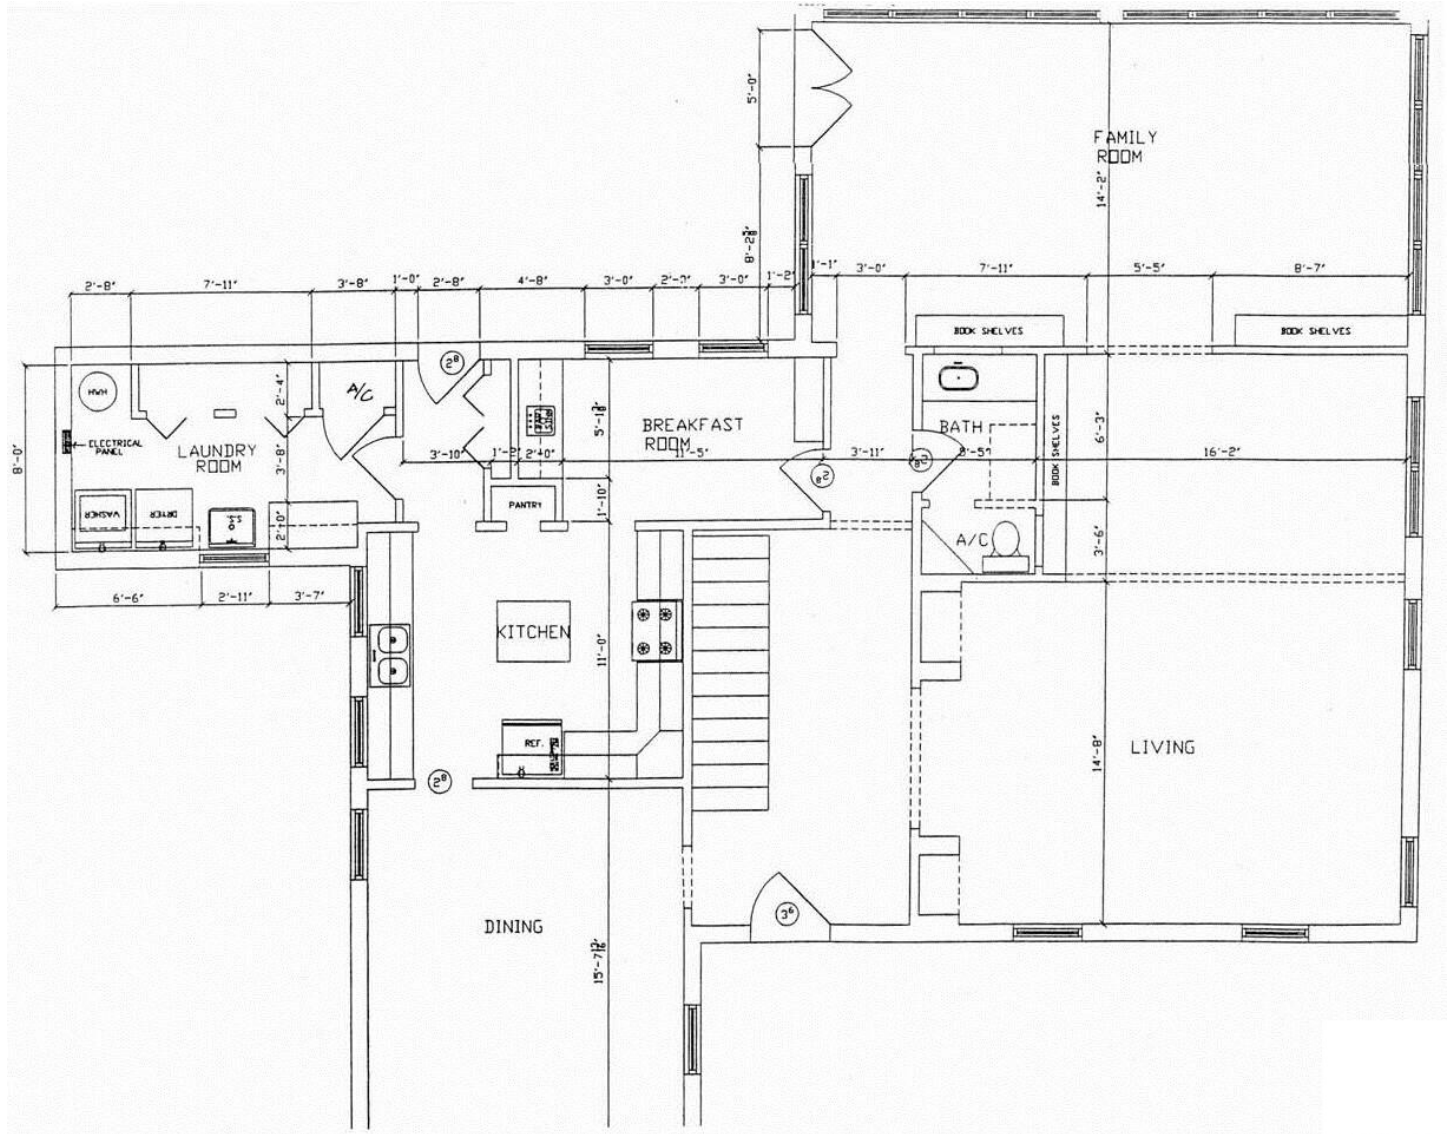 5'-0"
FAMILY
ROOM
14'-2"
8'-2
1'-1"
3'-0"
7'-11"
5'-5"
8'-7"
2'-8"
7'-11"
3'-8"
1'-0"
2'-8"
4'-8"
3'-0"
3'-0"
1'-2"
BOOK SHELVES
BOOK SHELVES
HWH
2'-4"
A/C
2⁸
5'-1
BREAKFAST
ROOM
BATH
BOOK SHELVES
6'-3"
8'-0"
ELECTRICAL
PANEL
LAUNDRY
ROOM
3'-8"
3'-10"
1'-2"
2'-0"
11'-5"
3'-11"
2⁸
2⁸
16'-2"
WASHER
DRYER
2'-0"
PANTRY
1'-10"
A/C
3'-6"
6'-6"
2'-11"
3'-7"
KITCHEN
11'-0"
REF.
2⁸
14'-8"
LIVING
DINING
3⁶
15'-7